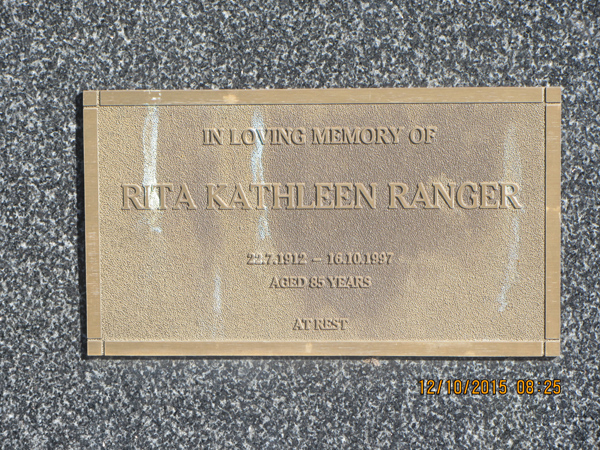 IN LOVING MEMORY OF
RITA KATHLEEN RANGER
22.7.1912 – 16.10.1997
AGED 85 YEARS
AT REST
12/10/2015 08:25